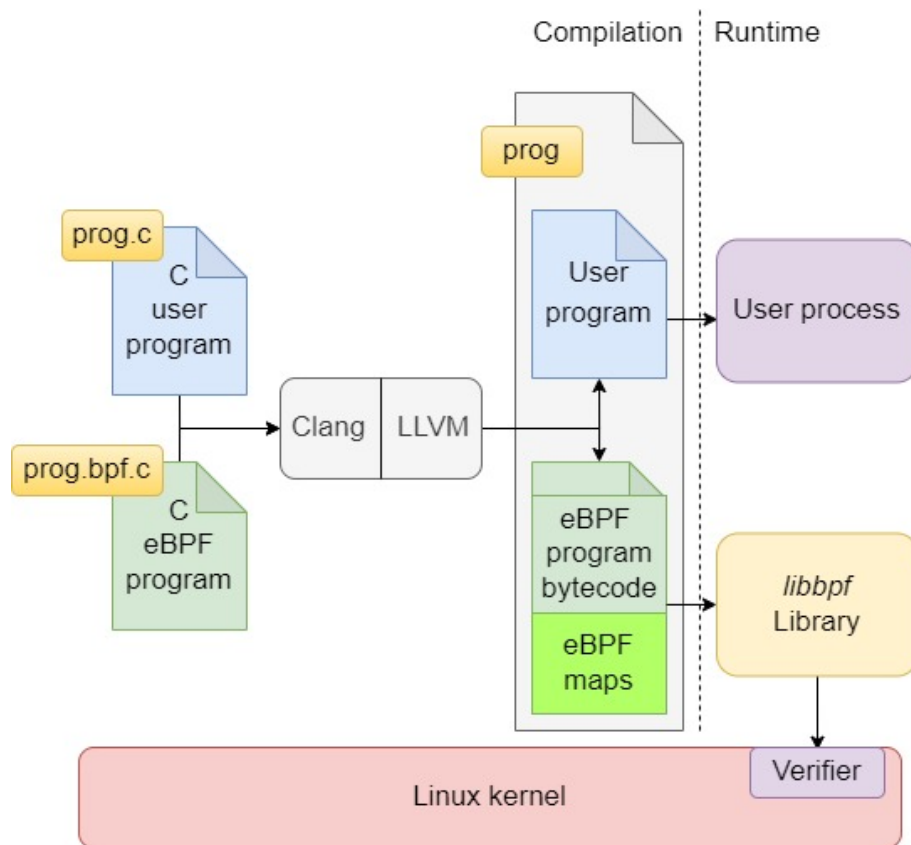 Compilation
Runtime
prog
prog.c
C
user
program
User
program
User process
Clang
LLVM
prog.bpf.c
C
eBPF
program
eBPF
program
bytecode
eBPF
maps
libbpf
Library
Verifier
Linux kernel